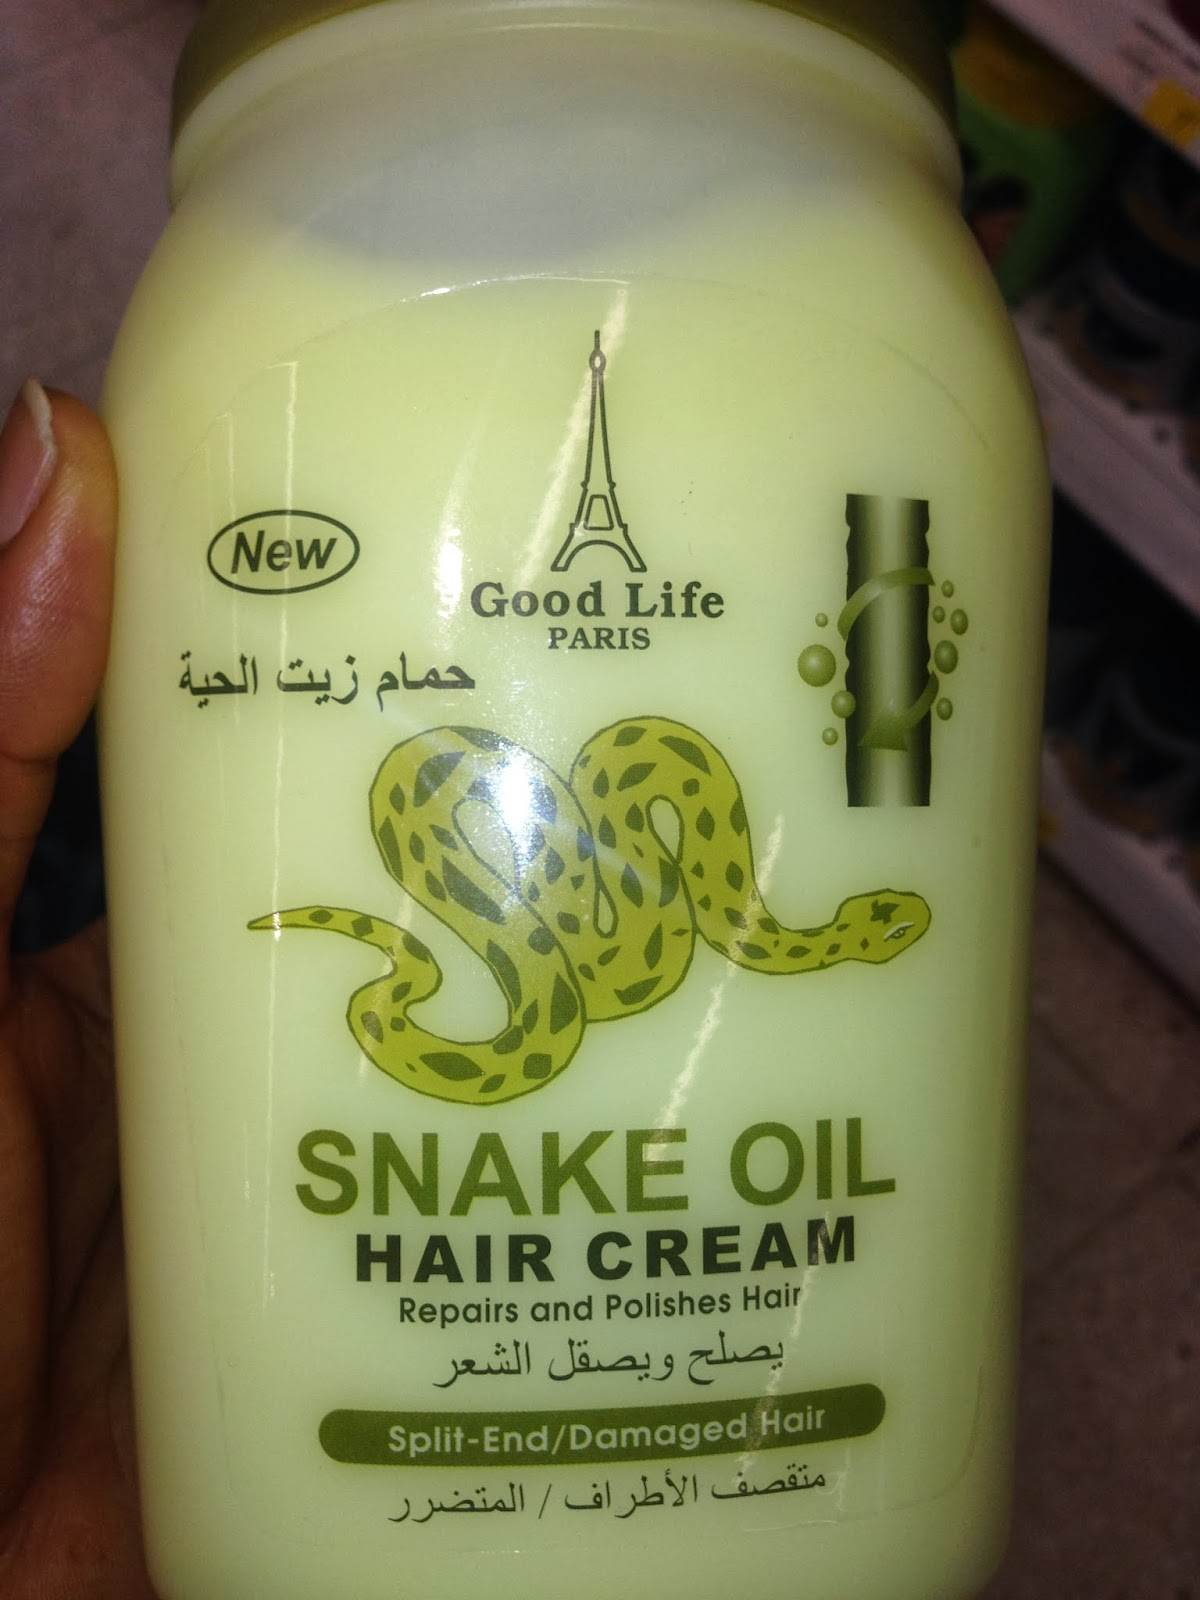 Good Life
PARIS
New
حمام زيت الحية
SNAKE OIL
HAIR CREAM
Repairs and Polishes Hair
يصلح ويصقل الشعر
Split-End/Damaged Hair
متقصف الأطراف / المتضرر